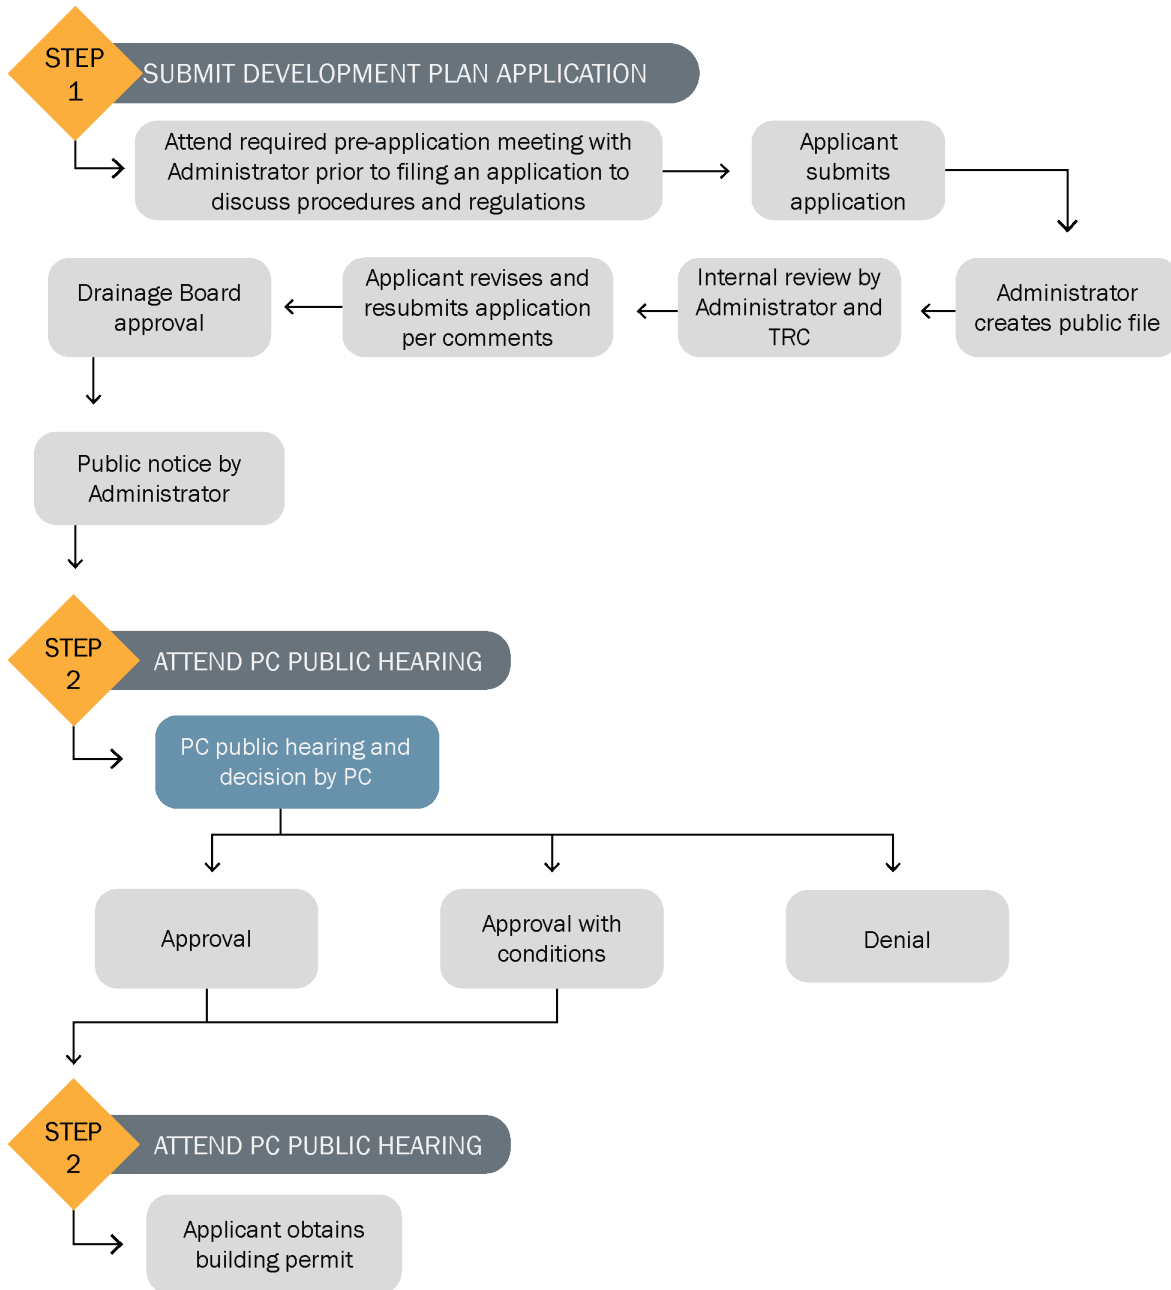 STEP
1
SUBMIT DEVELOPMENT PLAN APPLICATION
Attend required pre-application meeting with
Administrator prior to filing an application to
discuss procedures and regulations
Applicant
submits
application
Administrator
creates public file
Internal review by
Administrator and
TRC
Applicant revises and
resubmits application
per comments
Drainage Board
approval
Public notice by
Administrator
STEP
2
ATTEND PC PUBLIC HEARING
PC public hearing and
decision by PC
Approval
Approval with
conditions
Denial
STEP
2
ATTEND PC PUBLIC HEARING
Applicant obtains
building permit